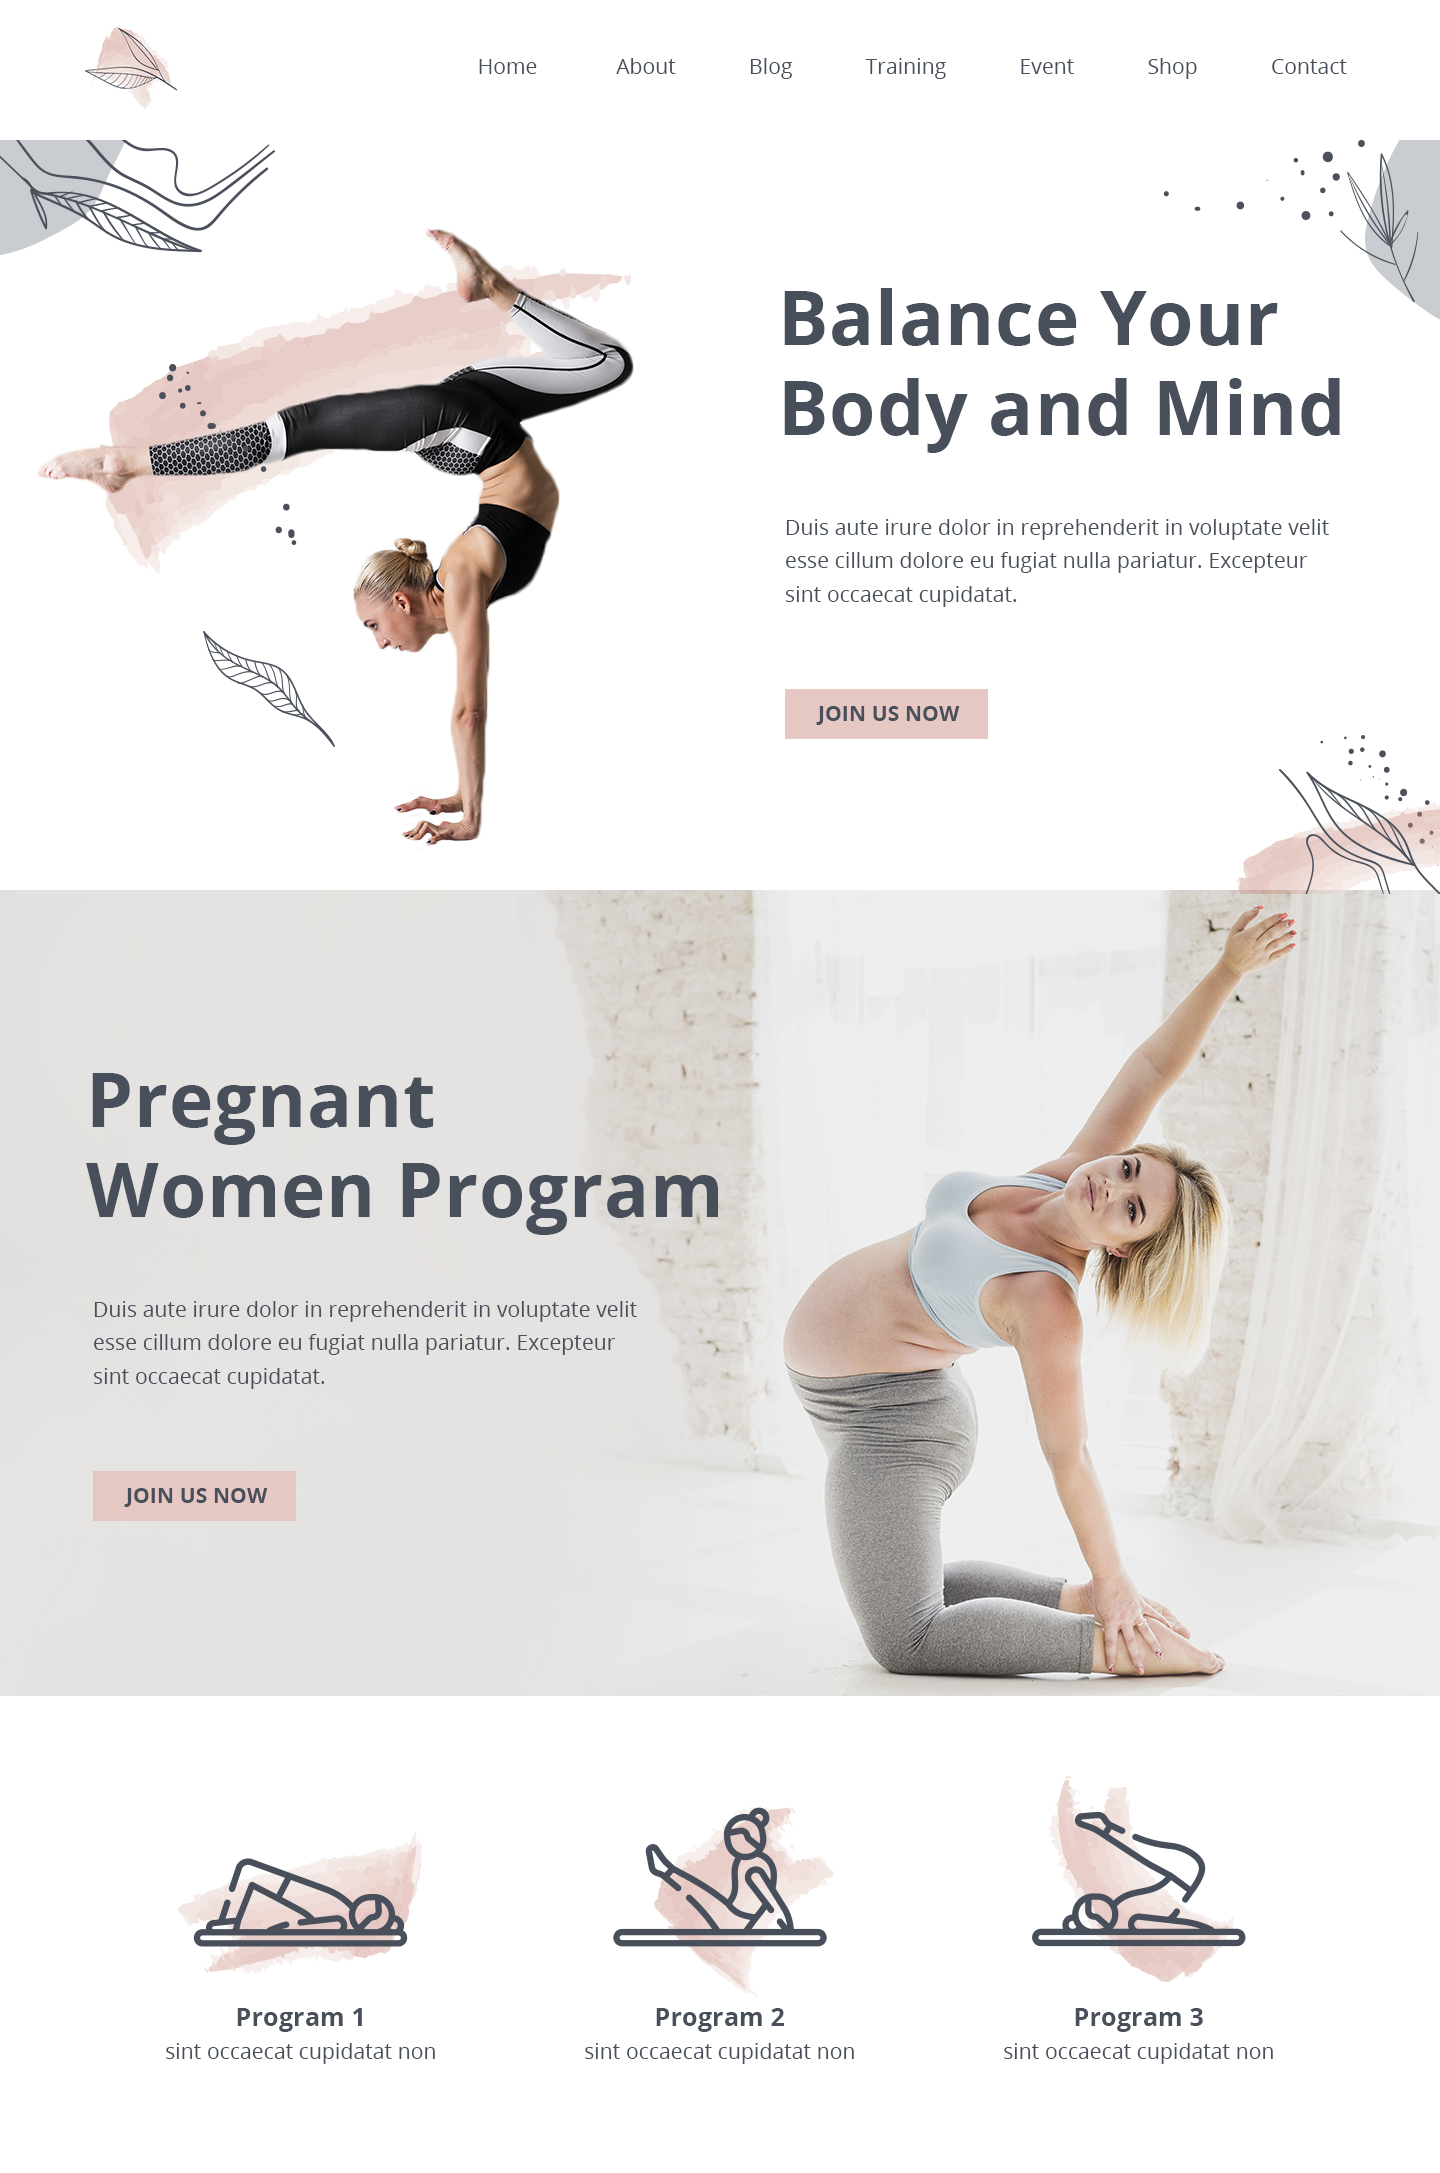 Home About Blog Training Event Shop Contact
Balance Your
Body and Mind
Duis aute irure dolor in reprehenderit in voluptate velit
esse cillum dolore eu fugiat nulla pariatur. Excepteur
sint occaecat cupidatat.
JOIN US NOW
Pregnant
Women Program
Duis aute irure dolor in reprehenderit in voluptate velit
esse cillum dolore eu fugiat nulla pariatur. Excepteur
sint occaecat cupidatat.
JOIN US NOW
Program 1
sint occaecat cupidatat non
Program 2
sint occaecat cupidatat non
Program 3
sint occaecat cupidatat non